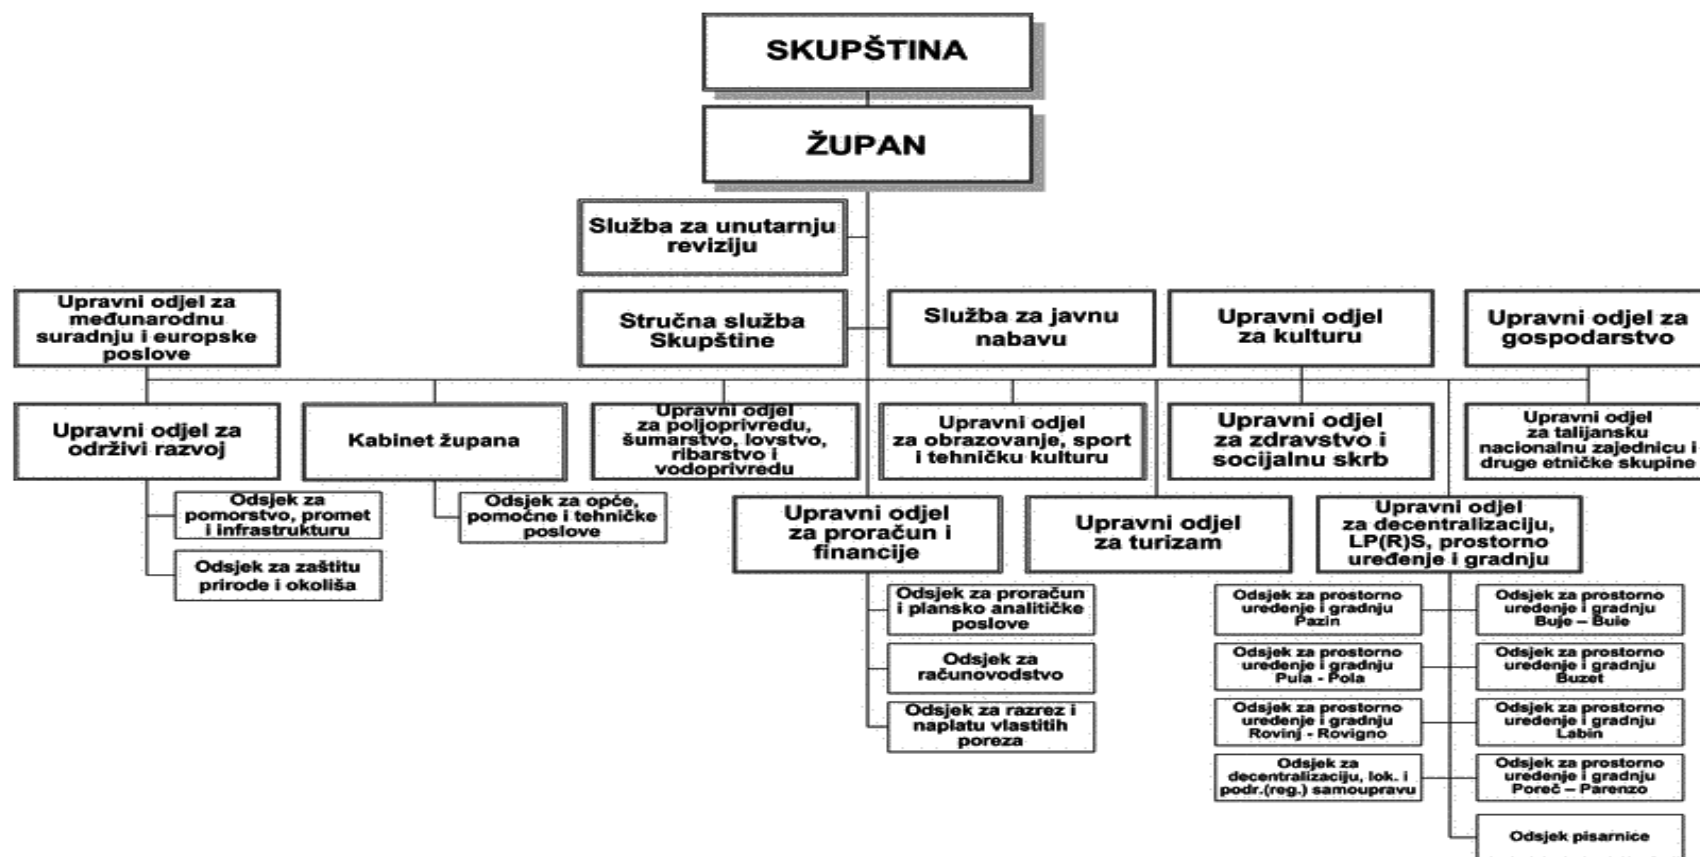 SKUPŠTINA
ŽUPAN
Služba za unutarnju
reviziju
Upravni odjel za
međunarodnu
suradnju i europske
poslove
Stručna služba
Skupštine
Služba za javnu
nabavu
Upravni odjel
za kulturu
Upravni odjel za
gospodarstvo
Upravni odjel za
održivi razvoj
Kabinet župana
Upravni odjel
za poljoprivredu,
šumarstvo, lovstvo,
ribarstvo i
vodoprivredu
Upravni odjel
za obrazovanje, sport
i tehničku kulturu
Upravni odjel
za zdravstvo i
socijalnu skrb
Upravni odjel
za talijansku
nacionalnu zajednicu i
druge etničke skupine
Odsjek za
pomorstvo, promet
i infrastrukturu
Odsjek za zaštitu
prirode i okoliša
Odsjek za opće,
pomoćne i tehničke
poslove
Upravni odjel
za proračun i
financije
Upravni odjel
za turizam
Upravni odjel
za decentralizaciju,
LP(R)S, prostorno
uređenje i gradnju
Odsjek za proračun
i plansko analitičke
poslove
Odsjek za
računovodstvo
Odsjek za razrez i
naplatu vlastitih
poreza
Odsjek za prostorno
uređenje i gradnju
Pazin
Odsjek za prostorno
uređenje i gradnju
Buje – Buie
Odsjek za prostorno
uređenje i gradnju
Pula - Pola
Odsjek za prostorno
uređenje i gradnju
Buzet
Odsjek za prostorno
uređenje i gradnju
Rovinj - Rovigno
Odsjek za prostorno
uređenje i gradnju
Labin
Odsjek za
decentralizaciju, lok. i
podr.(reg.) samoupravu
Odsjek za prostorno
uređenje i gradnju
Poreč – Parenzo
Odsjek pisarnice